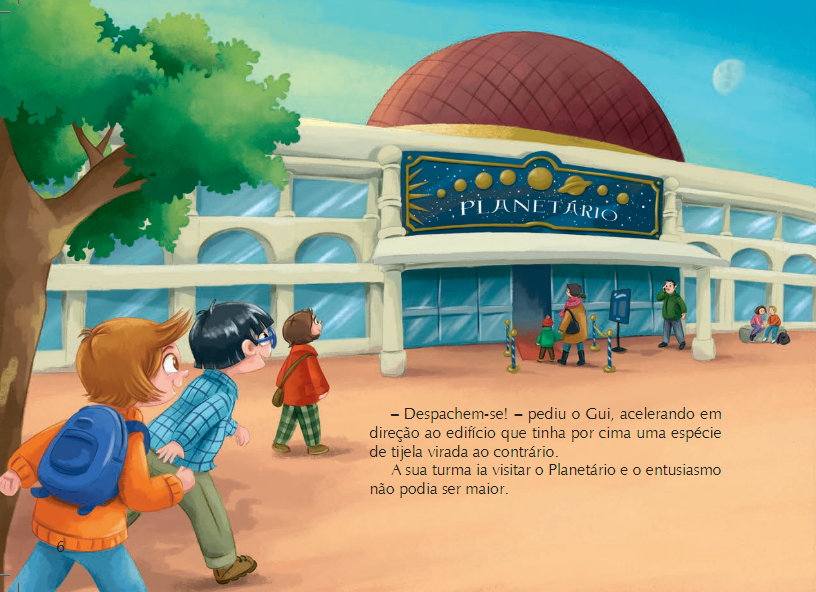 PLANETÁRIO
– Despachem-se! – pediu o Gui, acelerando em
direção ao edifício que tinha por cima uma espécie
de tijela virada ao contrário.
A sua turma ia visitar o Planetário e o entusiasmo
não podia ser maior.
6